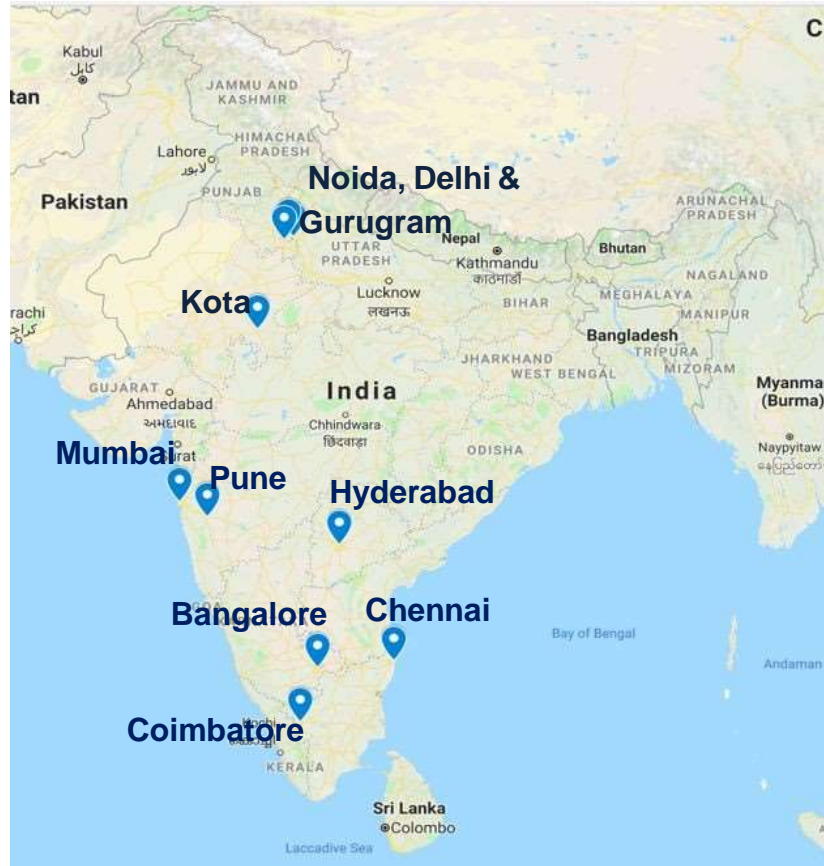 C
Kabul
کابل
tan
JAMMU AND
KASHMIR
HIMACHAL
PRADESH
Lahore
لاہور
PUNJAB
Noida, Delhi &
Gurugram
Pakistan
ARUNACHAL
PRADESH
UTTAR
PRADESH
Nepal
Kathmandu
काठमाडौं
Bhutan
NAGALAND
Lucknow
लखनऊ
BIHAR
MEGHALAYA
MANIPUR
Kota
rachi
Bangladesh
TRIPURA
MIZORAM
JHARKHAND
WEST BENGAL
GUJARAT
Ahmedabad
અમદાવાદ
India
Myanma
(Burma)
Chhindwara
छिंदवाड़ा
ODISHA
Naypyitaw
Mumbai
urat
Pune
Hyderabad
Bangalore
Chennai
Bay of Bengal
Andaman
Coimbatore
KERALA
Sri Lanka
Colombo
Laccadive Sea